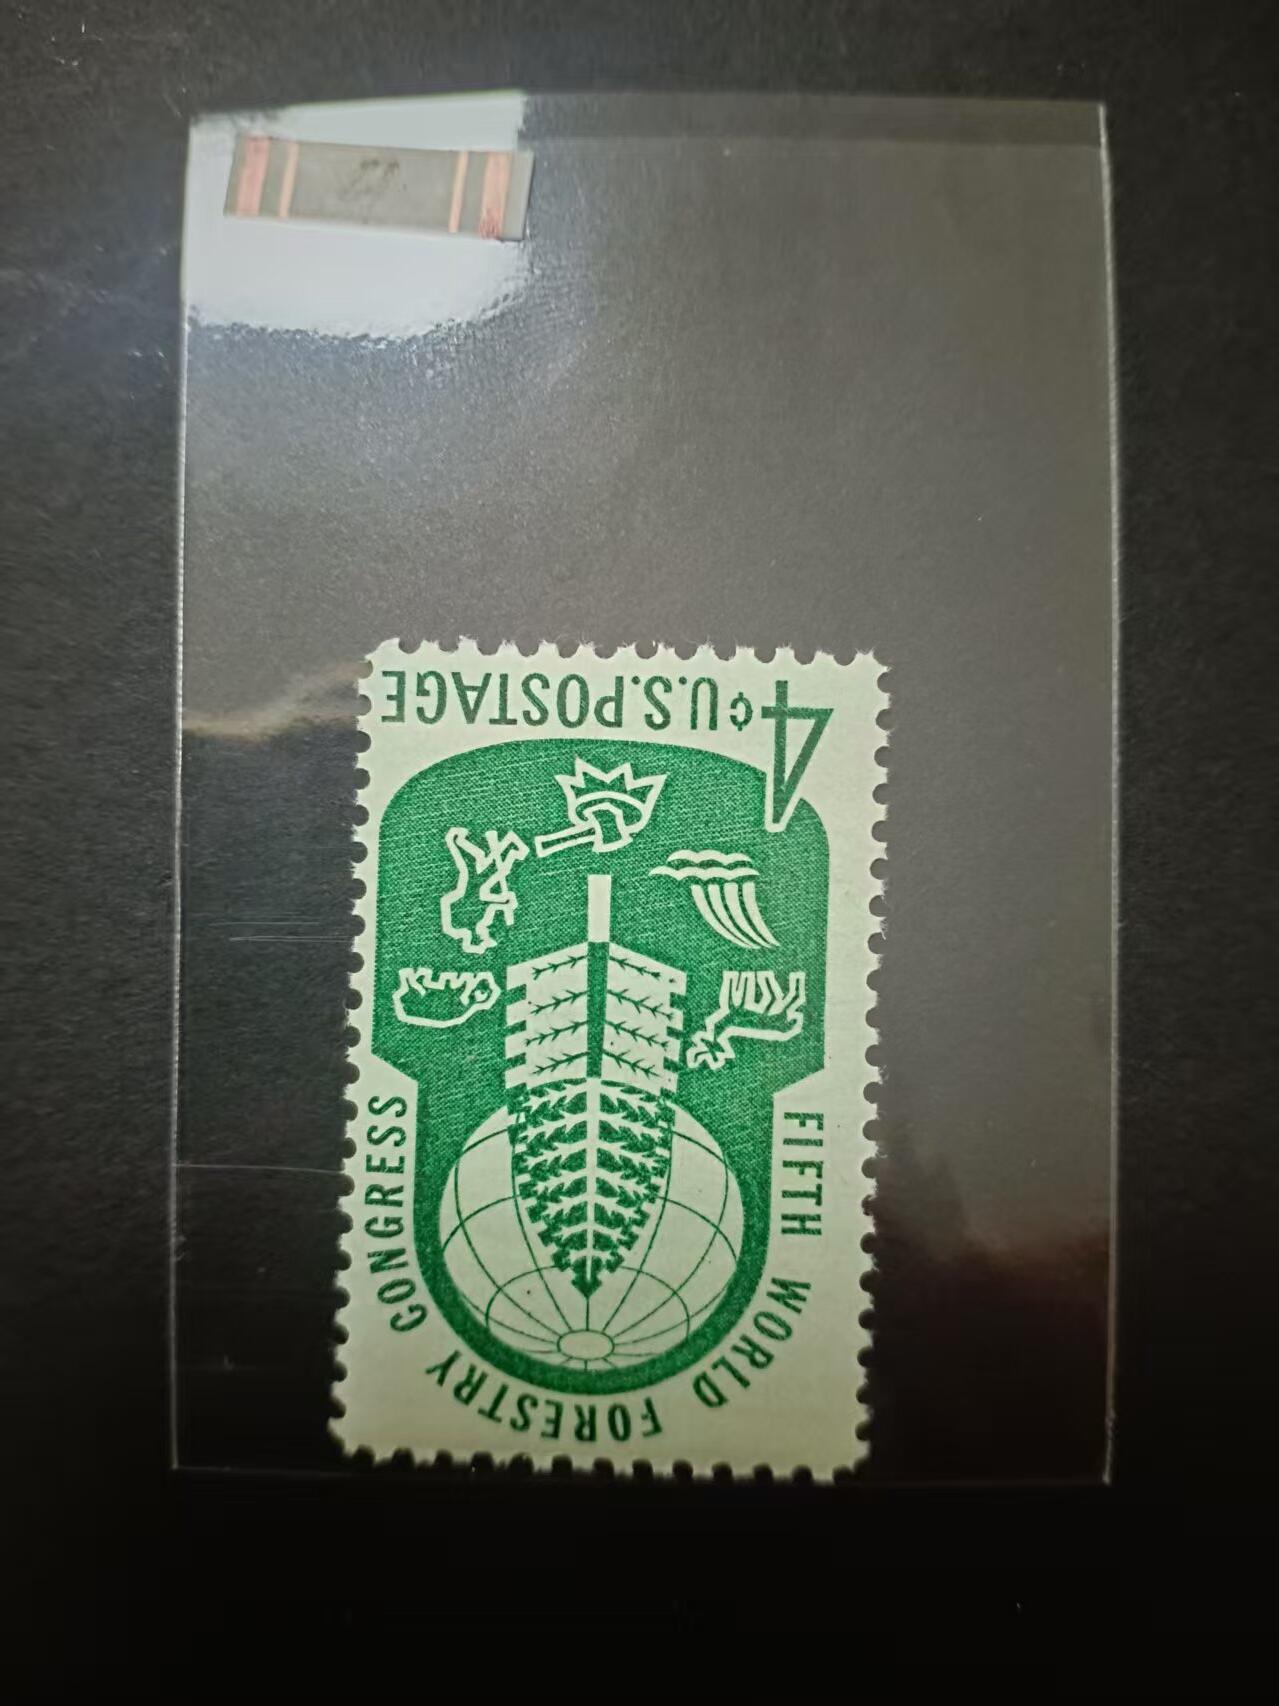 FIFTH WORLD FORESTRY CONGRESS
4¢ U.S. POSTAGE